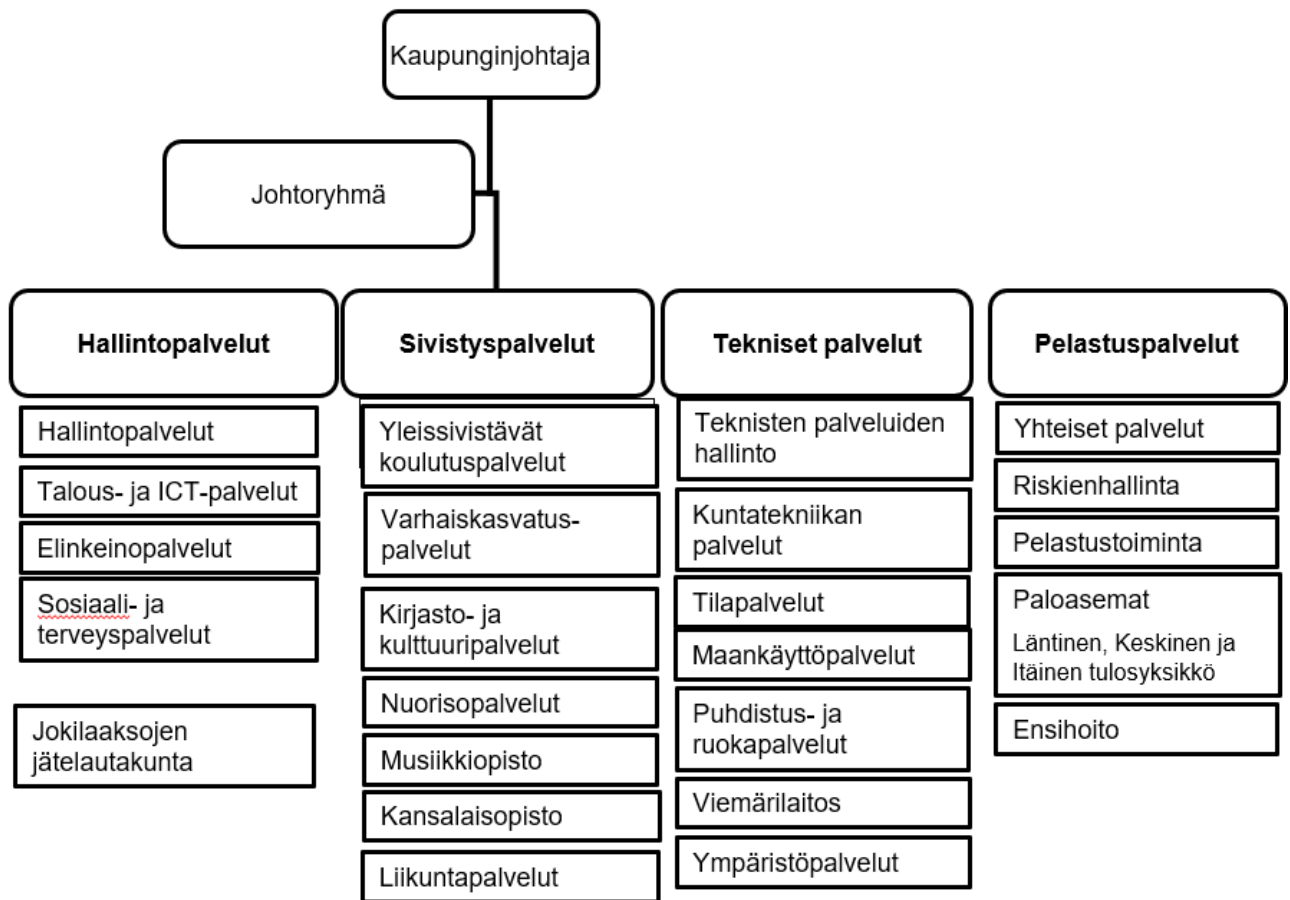 Kaupunginjohtaja
Johtoryhmä
Hallintopalvelut
Hallintopalvelut
Talous- ja ICT-palvelut
Elinkeinopalvelut
Sosiaali- ja
terveyspalvelut
Jokilaaksojen
jätelautakunta
Sivistyspalvelut
Yleissivistävät
koulutuspalvelut
Varhaiskasvatus-
palvelut
Kirjasto- ja
kulttuuripalvelut
Nuorisopalvelut
Musiikkiopisto
Kansalaisopisto
Liikuntapalvelut
Tekniset palvelut
Teknisten palveluiden
hallinto
Kuntatekniikan
palvelut
Tilapalvelut
Maankäyttöpalvelut
Puhdistus- ja
ruokapalvelut
Viemärilaitos
Ympäristöpalvelut
Pelastuspalvelut
Yhteiset palvelut
Riskienhallinta
Pelastustoiminta
Paloasemat
Läntinen, Keskinen ja
Itäinen tulosyksikkö
Ensihoito